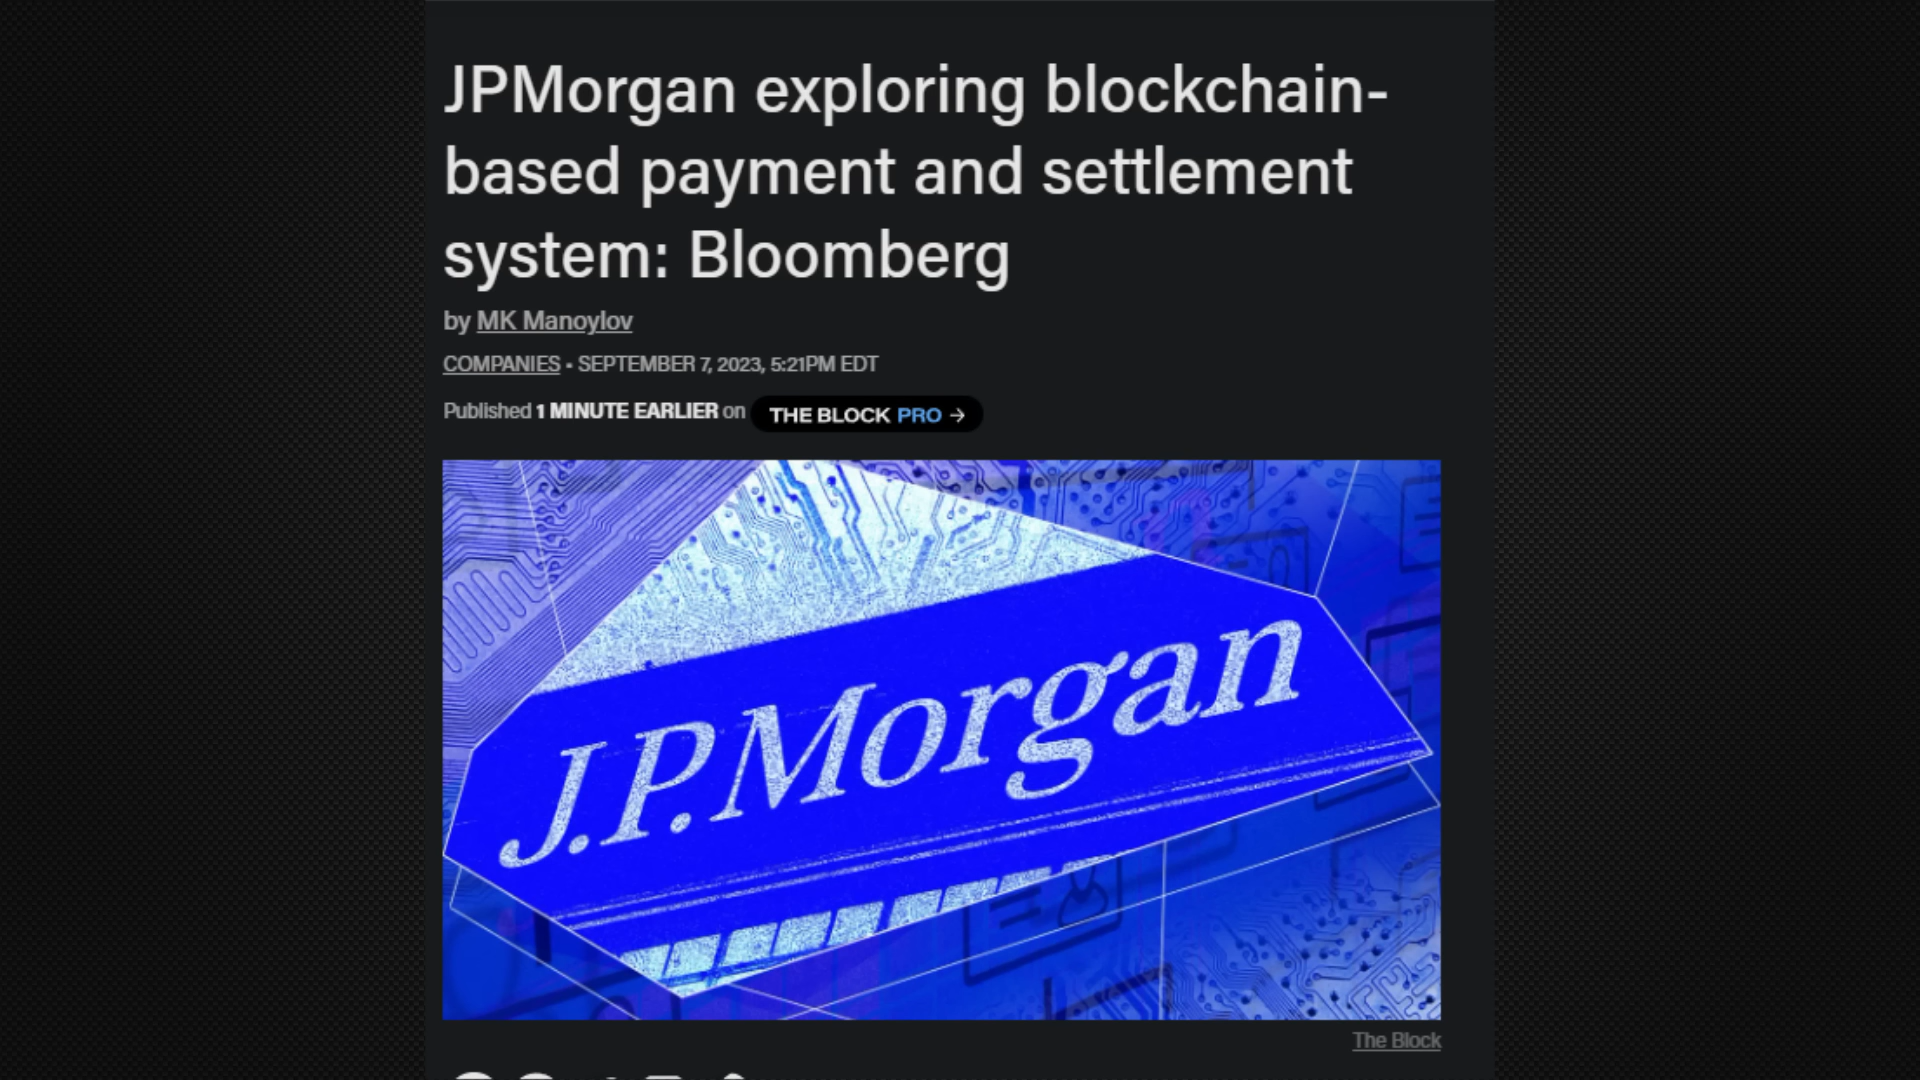 JPMorgan exploring blockchain-
based payment and settlement
system: Bloomberg
by MK Manoylov
COMPANIES • SEPTEMBER 7, 2023, 5:21PM EDT
Published 1 MINUTE EARLIER on THE BLOCK PRO →
J.P.Morgan
The Block